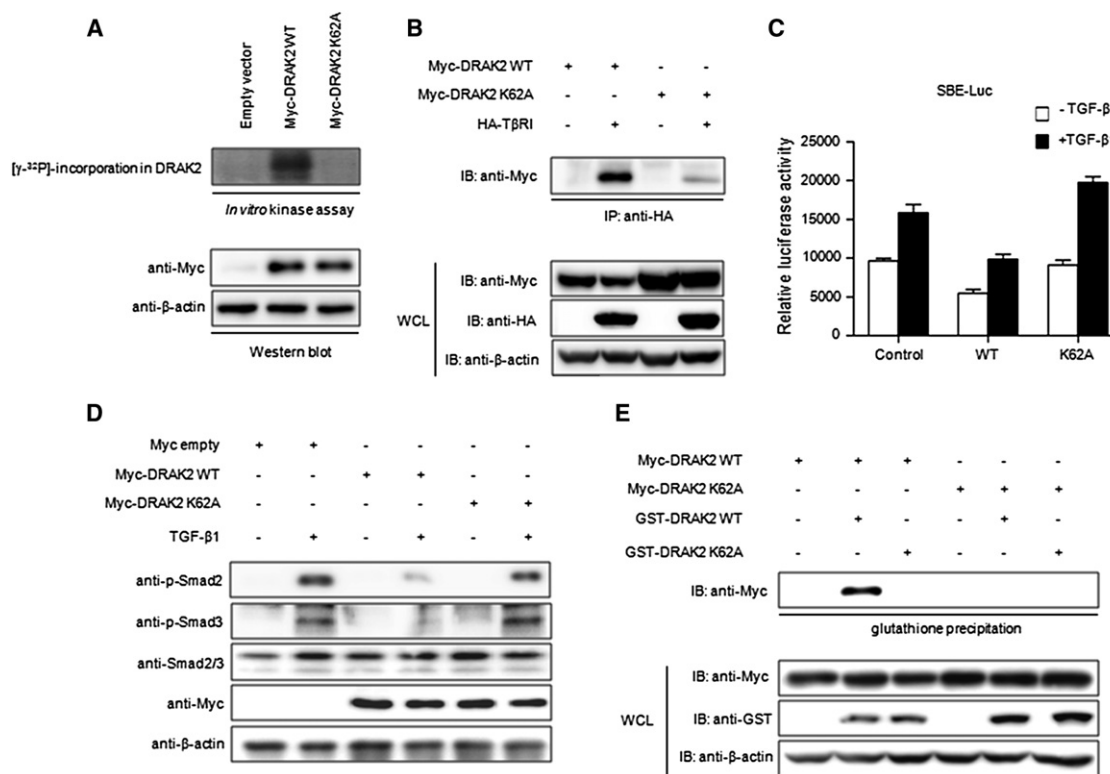 A
Empty vector
Myc-DRAK2WT
Myc-DRAK2K62A
[γ-³²P]-incorporation in DRAK2
In vitro kinase assay
anti-Myc
anti-β-actin
Western blot
B
Myc-DRAK2 WT + + - -
Myc-DRAK2 K62A - - + +
HA-TβRI - + - +
IB: anti-Myc
IP: anti-HA
WCL
IB: anti-Myc
IB: anti-HA
IB: anti-β-actin
C
SBE-Luc
- TGF-β
+TGF-β
Relative luciferase activity
25000
20000
15000
10000
5000
0
Control WT K62A
D
Myc empty + + - - - -
Myc-DRAK2 WT - - + + - -
Myc-DRAK2 K62A - - - - + +
TGF-β1 - + - + - +
anti-p-Smad2
anti-p-Smad3
anti-Smad2/3
anti-Myc
anti-β-actin
E
Myc-DRAK2 WT + + + - - -
Myc-DRAK2 K62A - - - + + +
GST-DRAK2 WT - + - - + -
GST-DRAK2 K62A - - + - - +
IB: anti-Myc
glutathione precipitation
WCL
IB: anti-Myc
IB: anti-GST
IB: anti-β-actin